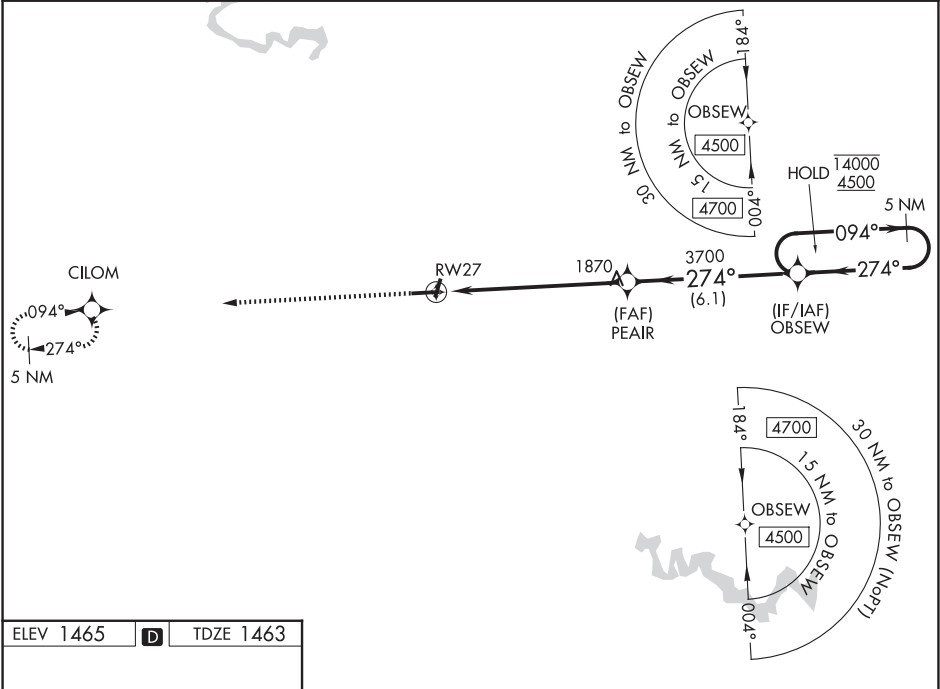 184°
30 NM to OBSEW
15 NM to OBSEW
OBSEW
4500
4700
004°
HOLD 14000
4500
5 NM
094°
274°
CILOM
094°
274°
5 NM
RW27
1870
3700
274°
(6.1)
(FAF)
PEAIR
(IF/IAF)
OBSEW
184°
4700
30 NM to OBSEW (NoPT)
15 NM to OBSEW
OBSEW
4500
004°
ELEV 1465 D TDZE 1463